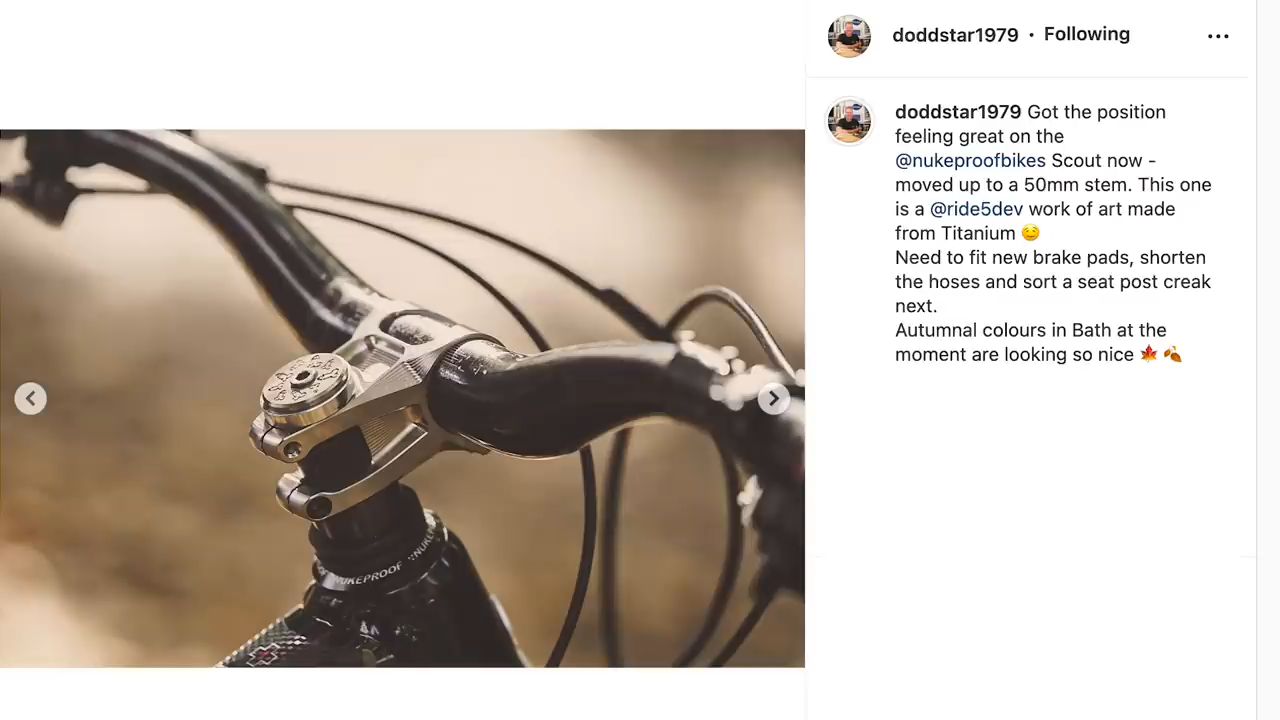 doddstar1979 • Following
doddstar1979 Got the position
feeling great on the
@nukeproofbikes Scout now -
moved up to a 50mm stem. This one
is a @ride5dev work of art made
from Titanium 😌
Need to fit new brake pads, shorten
the hoses and sort a seat post creak
next.
Autumnal colours in Bath at the
moment are looking so nice 🍁 🍂
NUKEPROOF